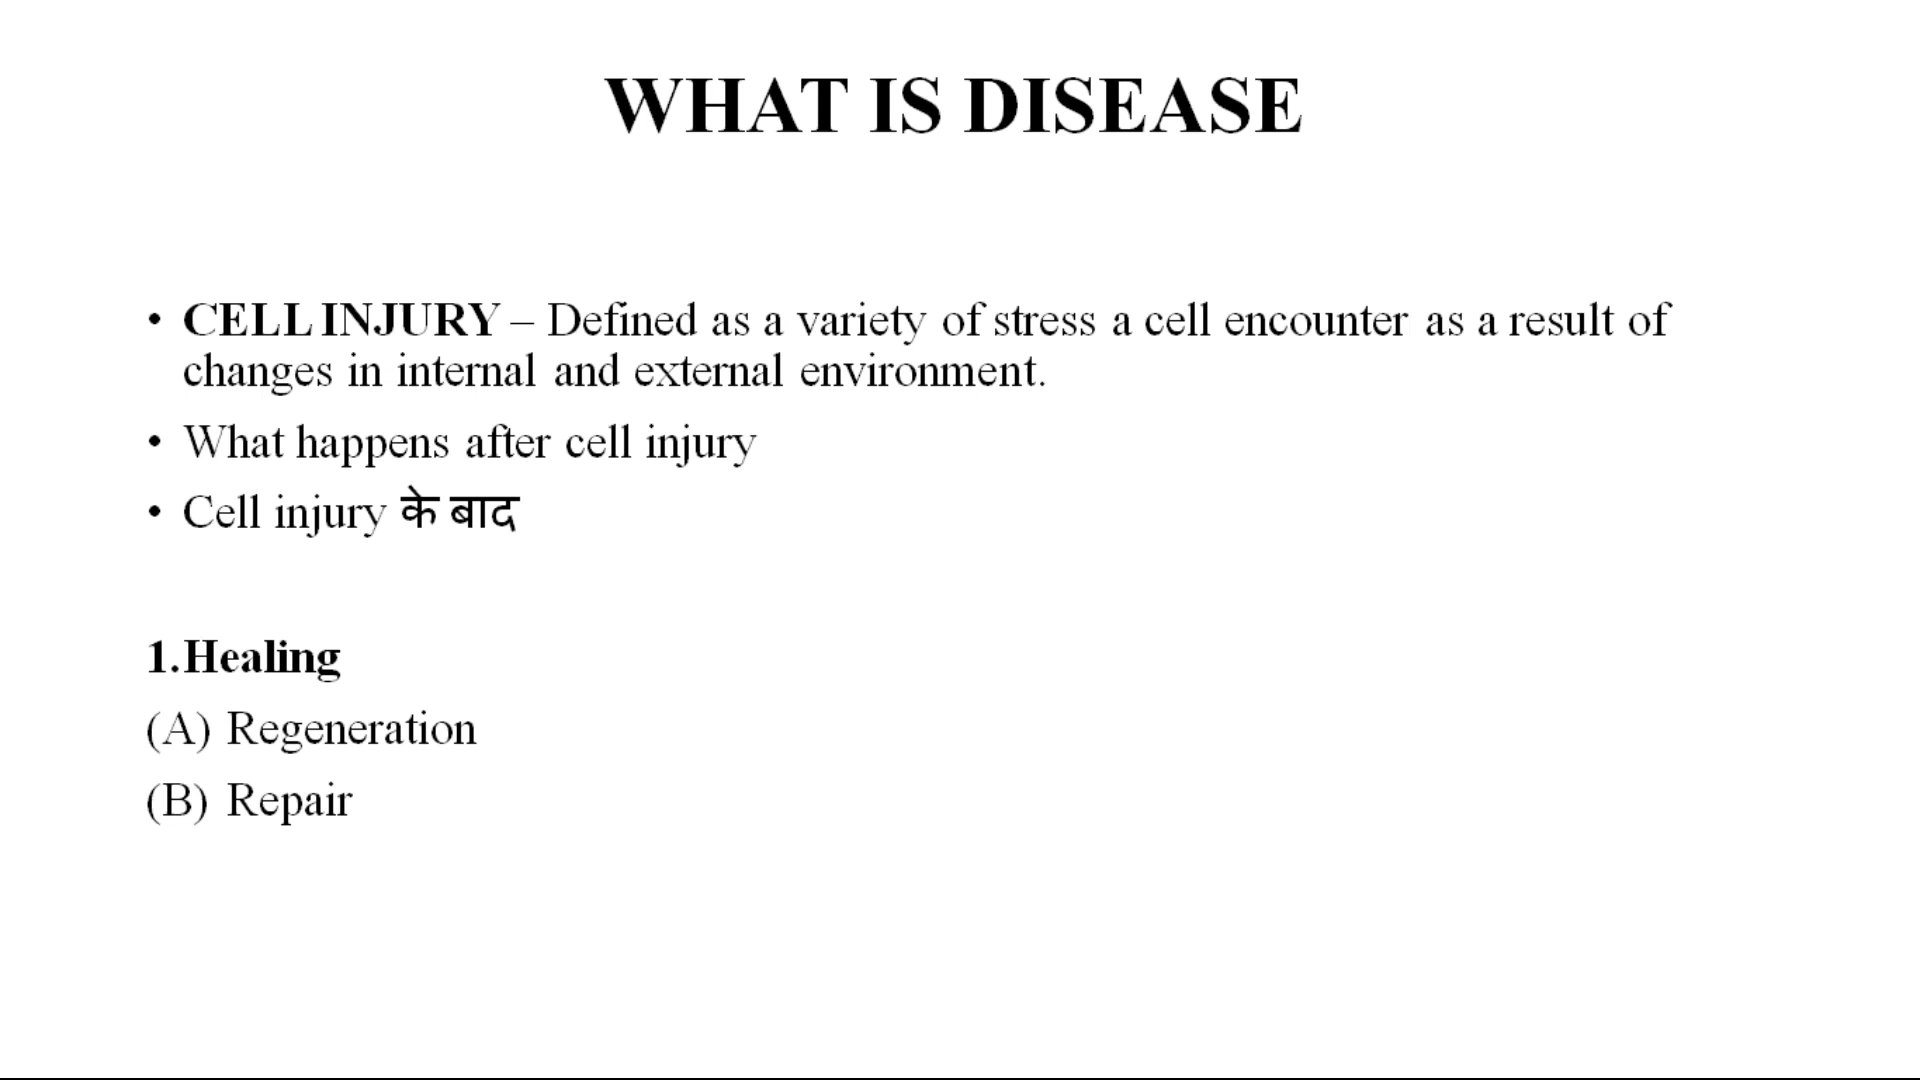 WHAT IS DISEASE
• CELL INJURY – Defined as a variety of stress a cell encounter as a result of
changes in internal and external environment.
• What happens after cell injury
• Cell injury के बाद
1.Healing
(A) Regeneration
(B) Repair